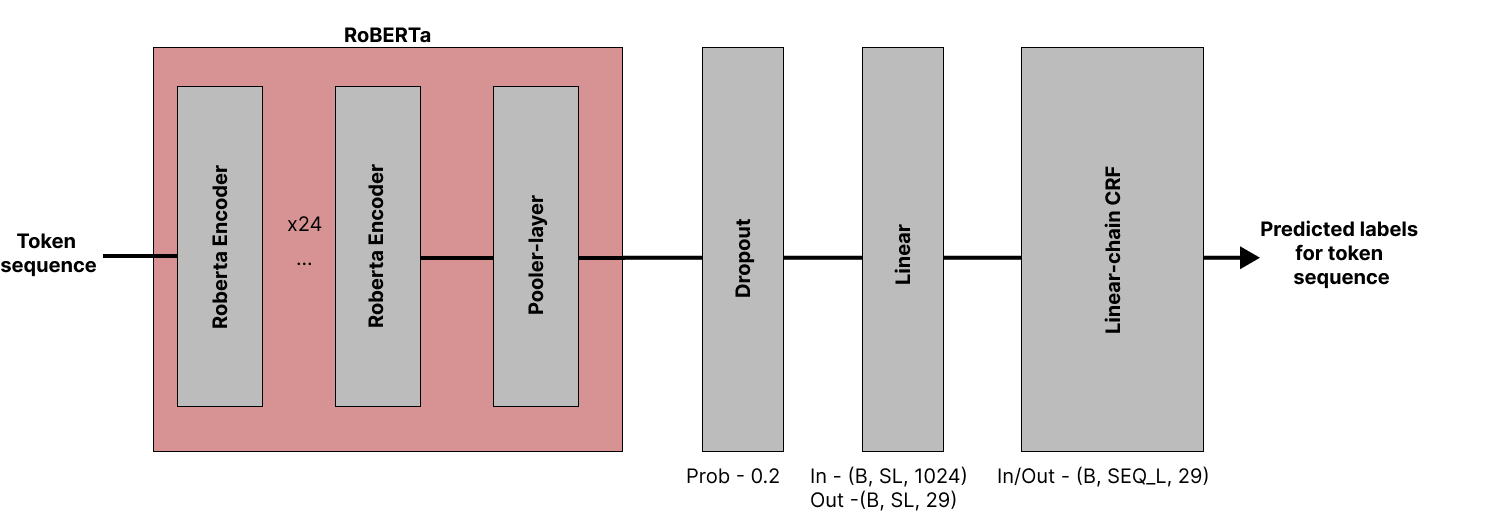 RoBERTa
Token
sequence
Roberta Encoder
x24
...
Roberta Encoder
Pooler-layer
Dropout
Linear
Linear-chain CRF
Predicted labels
for token
sequence
Prob - 0.2
In - (B, SL, 1024)
Out -(B, SL, 29)
In/Out - (B, SEQ_L, 29)